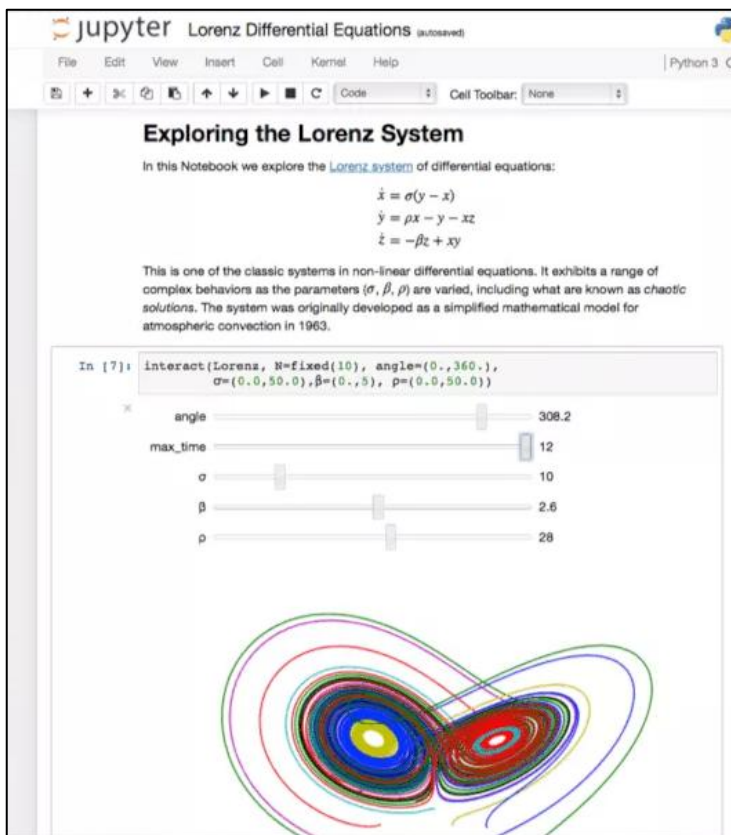 jupyter Lorenz Differential Equations (autosaved)
File Edit View Insert Cell Kernel Help Python 3
Code Cell Toolbar: None
Exploring the Lorenz System
In this Notebook we explore the Lorenz system of differential equations:
ẋ = σ(y − x)
ẏ = ρx − y − xz
ż = −βz + xy
This is one of the classic systems in non-linear differential equations. It exhibits a range of
complex behaviors as the parameters (σ, β, ρ) are varied, including what are known as chaotic
solutions. The system was originally developed as a simplified mathematical model for
atmospheric convection in 1963.
In [7]: interact(Lorenz, N=fixed(10), angle=(0.,360.),
σ=(0.0,50.0),β=(0.,5), ρ=(0.0,50.0))
angle 308.2
max_time 12
σ 10
β 2.6
ρ 28